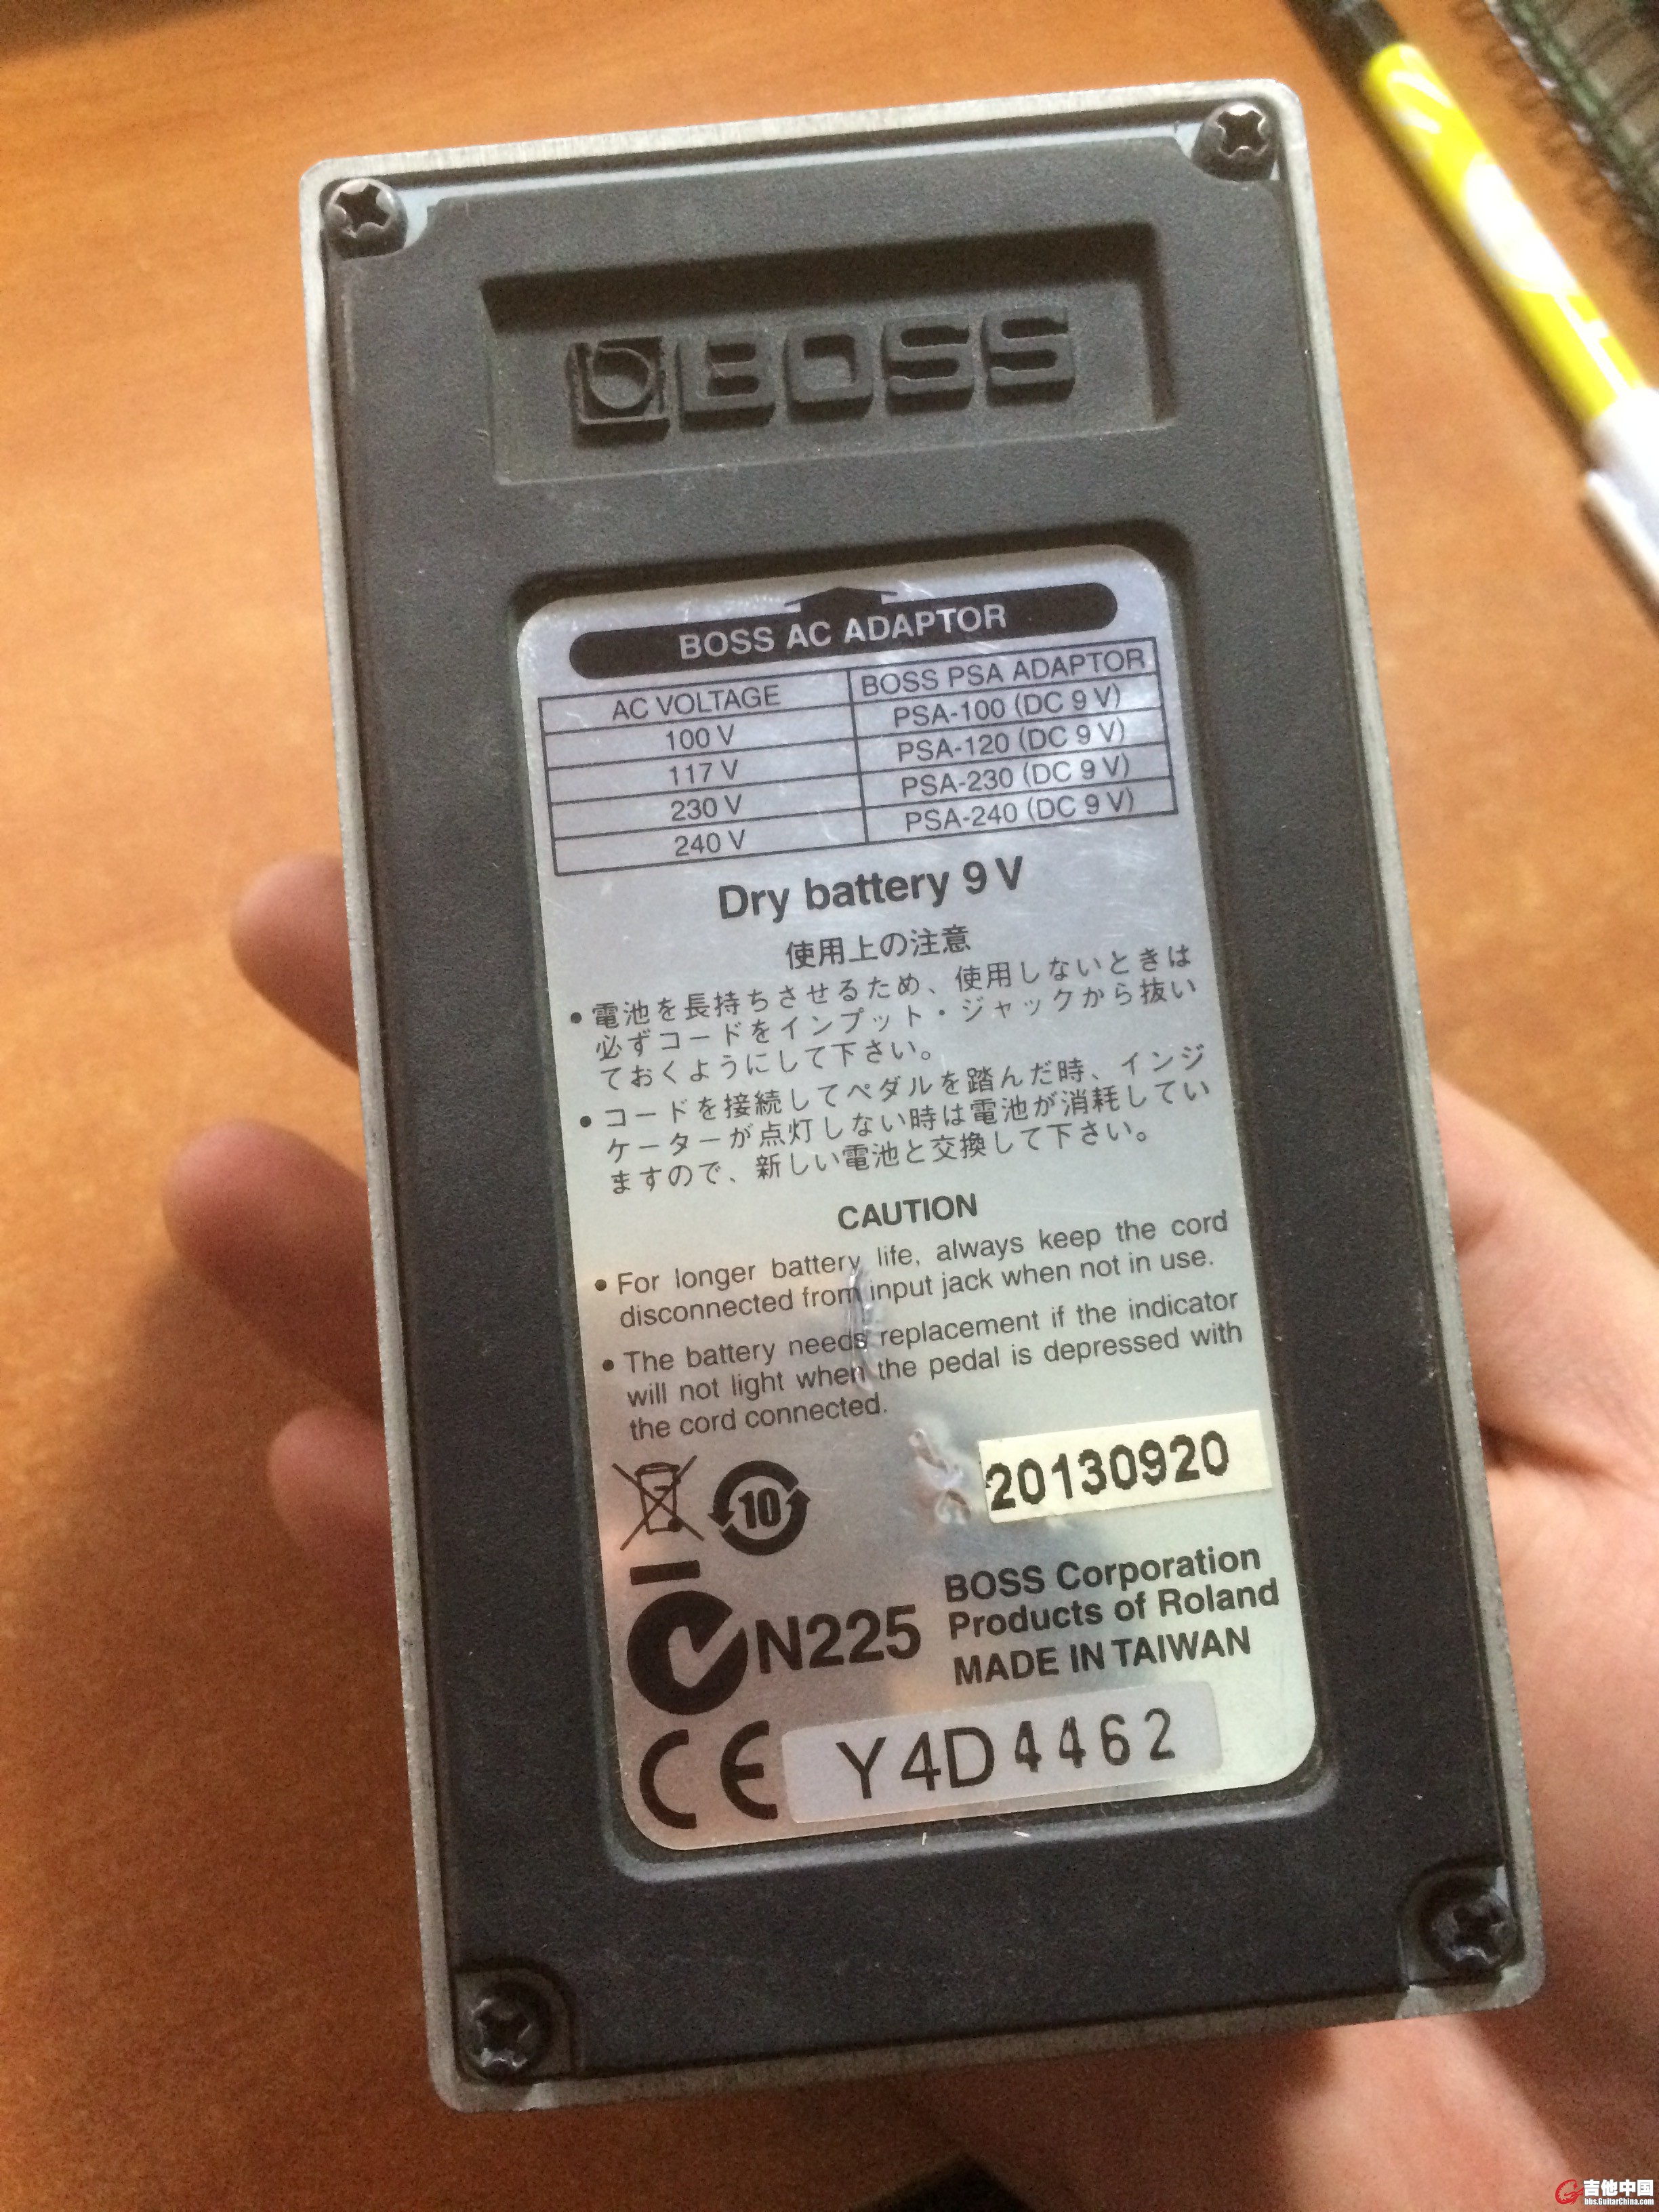 BOSS
BOSS AC ADAPTOR
AC VOLTAGE BOSS PSA ADAPTOR
100 V PSA-100 (DC 9 V)
117 V PSA-120 (DC 9 V)
230 V PSA-230 (DC 9 V)
240 V PSA-240 (DC 9 V)
Dry battery 9 V
使用上の注意
• 電池を長持ちさせるため、使用しないときは
必ずコードをインプット・ジャックから抜い
ておくようにして下さい。
• コードを接続してペダルを踏んだ時、インジ
ケーターが点灯しない時は電池が消耗してい
ますので、新しい電池と交換して下さい。
CAUTION
• For longer battery life, always keep the cord
disconnected from input jack when not in use.
• The battery needs replacement if the indicator
will not light when the pedal is depressed with
the cord connected.
20130920
10
BOSS Corporation
Products of Roland
MADE IN TAIWAN
N225
CE
Y4D4462
吉他中国
bbs.GuitarChina.com